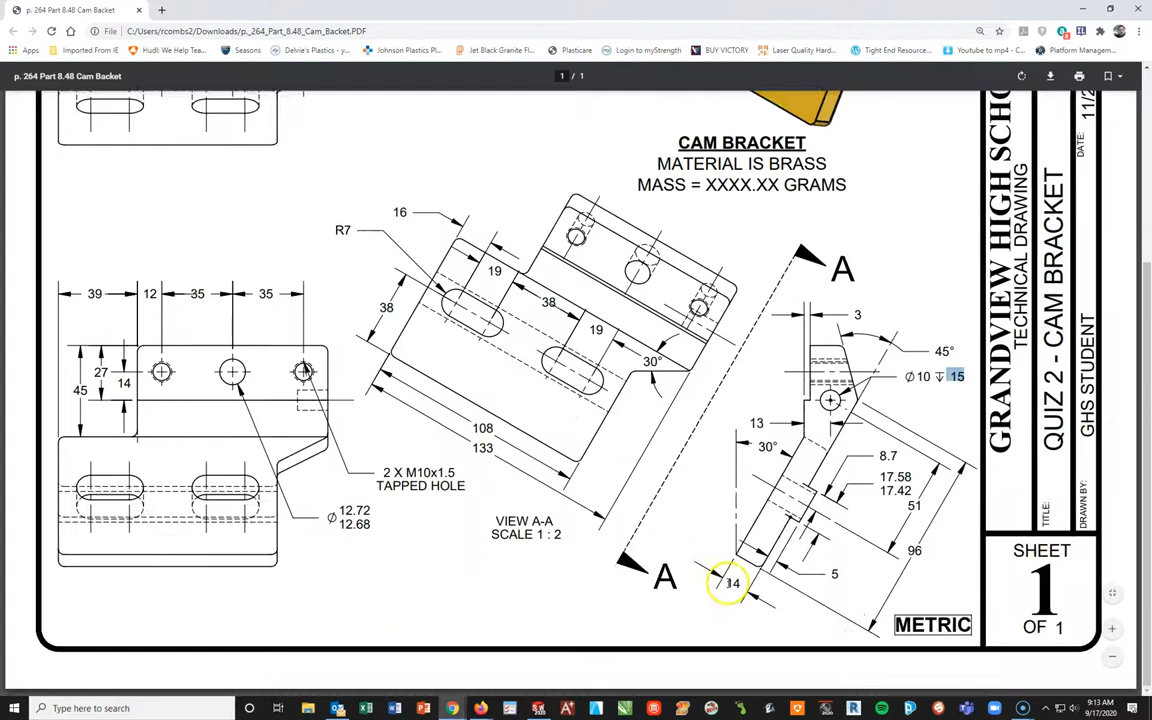 p. 264 Part 8.48 Cam_Backet
File | C:/Users/rcombs2/Downloads/p._264_Part_8.48_Cam_Backet.PDF
Apps
Imported From IE
Hudl: We Help Tea...
Seasons
Delvie's Plastics - y...
Johnson Plastics Pl...
Jet Black Granite Fl...
Plasticare
Login to myStrength
BUY VICTORY
Laser Quality Hard...
Tight End Resource...
Youtube to mp4 - C...
Platform Managem...
p. 264 Part 8.48 Cam Backet
1 / 1
CAM BRACKET
MATERIAL IS BRASS
MASS = XXXX.XX GRAMS
16
R7
19
38
19
38
30°
108
133
VIEW A-A
SCALE 1 : 2
39
12
35
35
45
27
14
2 X M10x1.5
TAPPED HOLE
∅ 12.72
12.68
A
A
3
45°
∅10 ↧ 15
13
30°
8.7
17.58
17.42
51
96
5
14
METRIC
GRANDVIEW HIGH SCHO
TECHNICAL DRAWING
TITLE:
QUIZ 2 - CAM BRACKET
DRAWN BY:
GHS STUDENT
DATE:
11/2
SHEET
1
OF 1
Type here to search
9:13 AM
9/17/2020